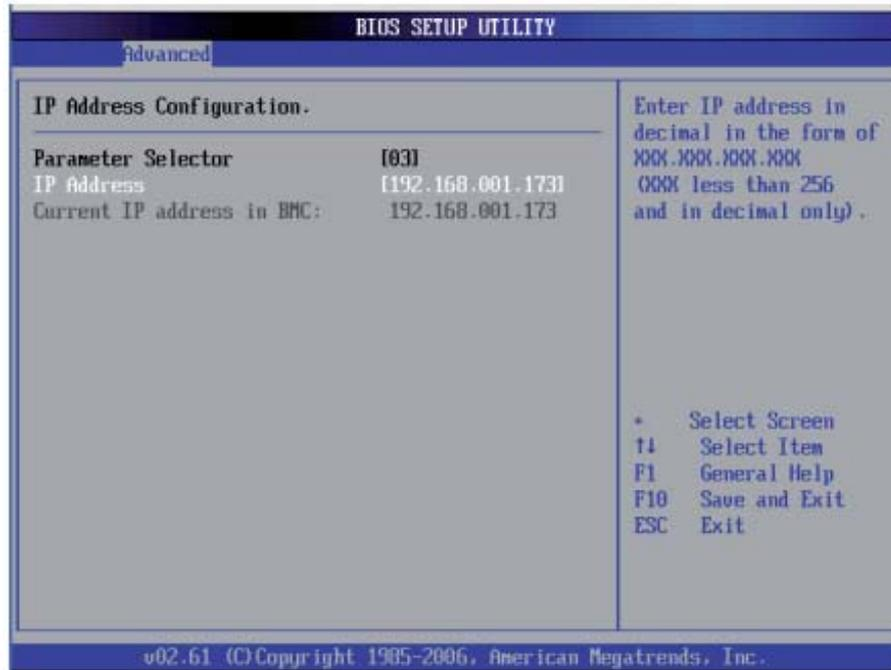 BIOS SETUP UTILITY
Advanced
IP Address Configuration.
Parameter Selector [03]
IP Address [192.168.001.173]
Current IP address in BMC: 192.168.001.173
Enter IP address in
decimal in the form of
XXX.XXX.XXX.XXX
(XXX less than 256
and in decimal only).
* Select Screen
↑↓ Select Item
F1 General Help
F10 Save and Exit
ESC Exit
v02.61 (C)Copyright 1985-2006, American Megatrends, Inc.